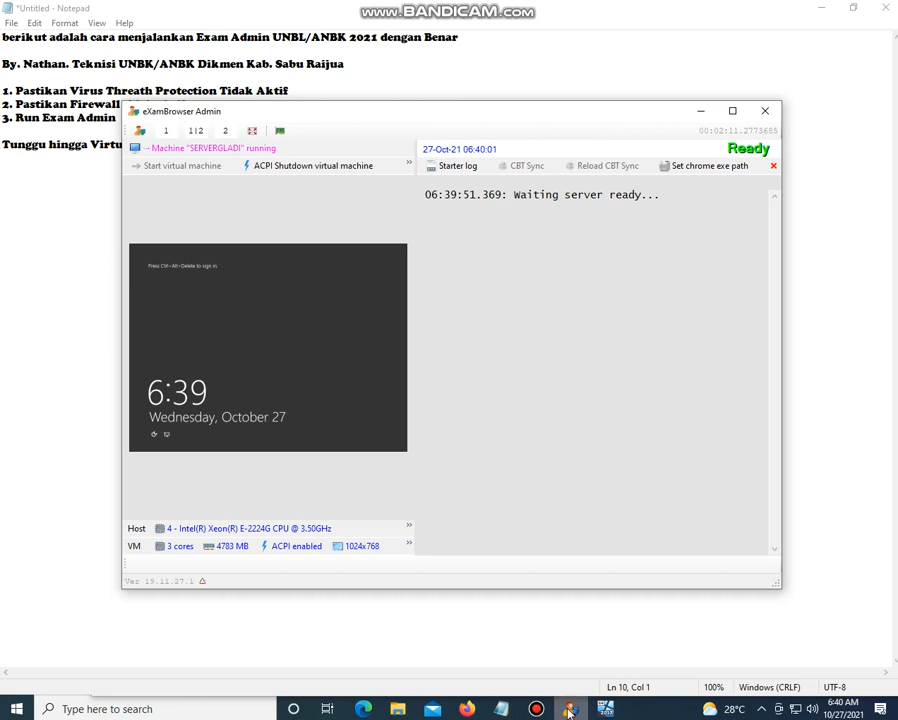 *Untitled - Notepad
www.BANDICAM.com
File Edit Format View Help
berikut adalah cara menjalankan Exam Admin UNBL/ANBK 2021 dengan Benar
By. Nathan. Teknisi UNBK/ANBK Dikmen Kab. Sabu Raijua
1. Pastikan Virus Threath Protection Tidak Aktif
2. Pastikan Firewall
3. Run Exam Admin
Tunggu hingga
eXamBrowser Admin
1 1|2 2
00:02:11.2773685
Machine "SERVERGLADI" running
27-Oct-21 06:40:01
Ready
Start virtual machine ACPI Shutdown virtual machine
Starter log CBT Sync Reload CBT Sync Set chrome exe path
06:39:51.369: Waiting server ready...
Press Ctrl+Alt+Delete to sign in.
6:39
Wednesday, October 27
Host 4 - Intel(R) Xeon(R) E-2224G CPU @ 3.50GHz
VM 3 cores 4783 MB ACPI enabled 1024x768
Ver 19.11.27.1
Ln 10, Col 1 100% Windows (CRLF) UTF-8
Type here to search
28°C
6:40 AM
10/27/2021